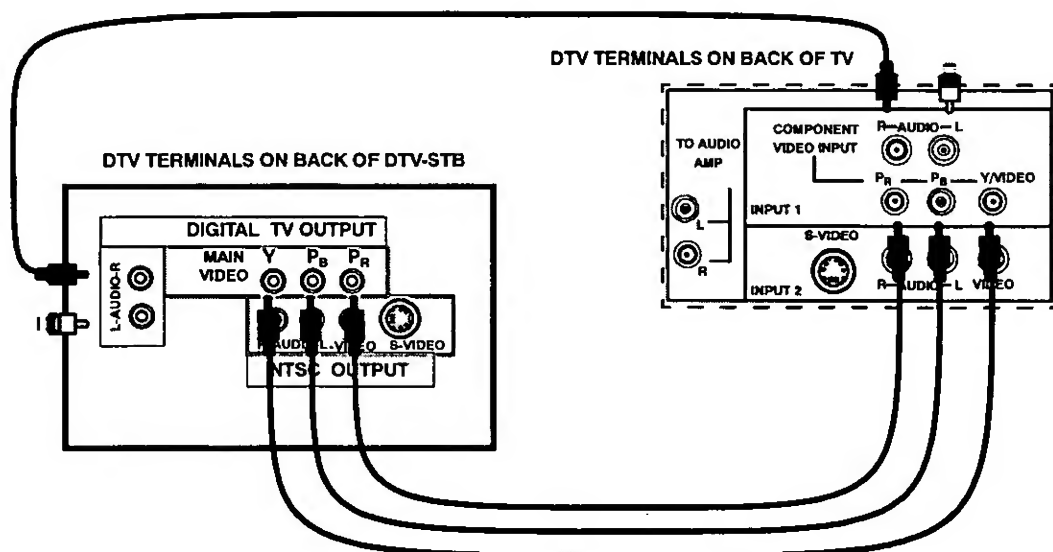 DTV TERMINALS ON BACK OF TV
DTV TERMINALS ON BACK OF DTV-STB
DIGITAL TV OUTPUT
MAIN
VIDEO
Y PB PR
L-AUDIO-R
S-VIDEO
NTSC OUTPUT
TO AUDIO
AMP
L
R
COMPONENT
VIDEO INPUT
R-AUDIO-L
PR PB Y/VIDEO
INPUT 1
S-VIDEO
R-AUDIO-L VIDEO
INPUT 2